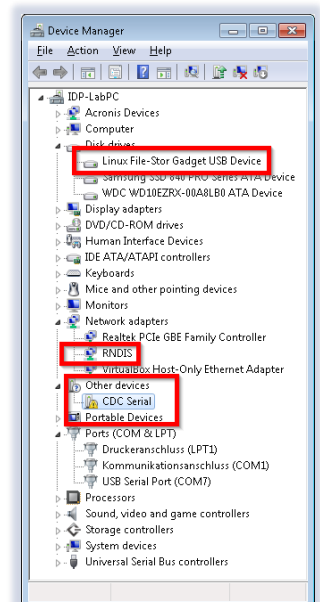 Device Manager
File Action View Help
IDP-LabPC
Acronis Devices
Computer
Disk drives
Linux File-Stor Gadget USB Device
Samsung SSD 840 PRO Series ATA Device
WDC WD10EZRX-00A8LB0 ATA Device
Display adapters
DVD/CD-ROM drives
Human Interface Devices
IDE ATA/ATAPI controllers
Keyboards
Mice and other pointing devices
Monitors
Network adapters
Realtek PCIe GBE Family Controller
RNDIS
VirtualBox Host-Only Ethernet Adapter
Other devices
CDC Serial
Portable Devices
Ports (COM & LPT)
Druckeranschluss (LPT1)
Kommunikationsanschluss (COM1)
USB Serial Port (COM7)
Processors
Sound, video and game controllers
Storage controllers
System devices
Universal Serial Bus controllers